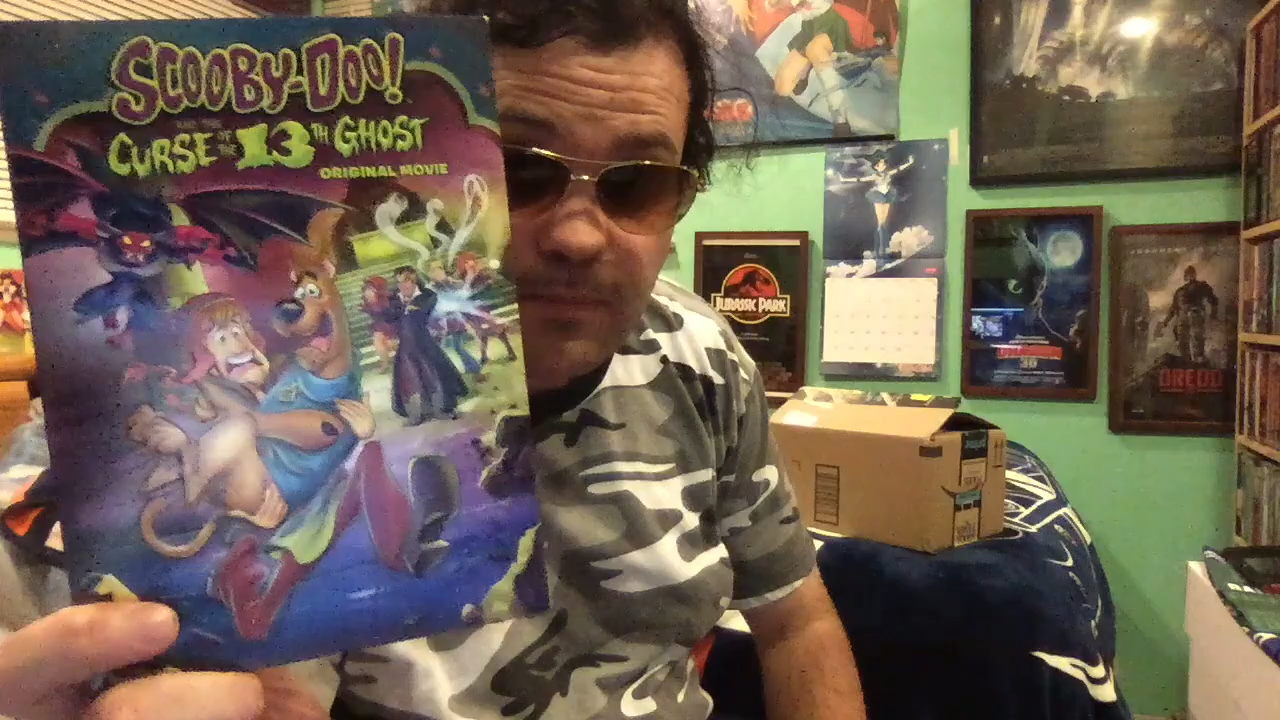 SCOOBY-DOO!
AND THE
CURSE OF THE 13TH GHOST
ORIGINAL MOVIE
JURASSIC PARK
DREDD